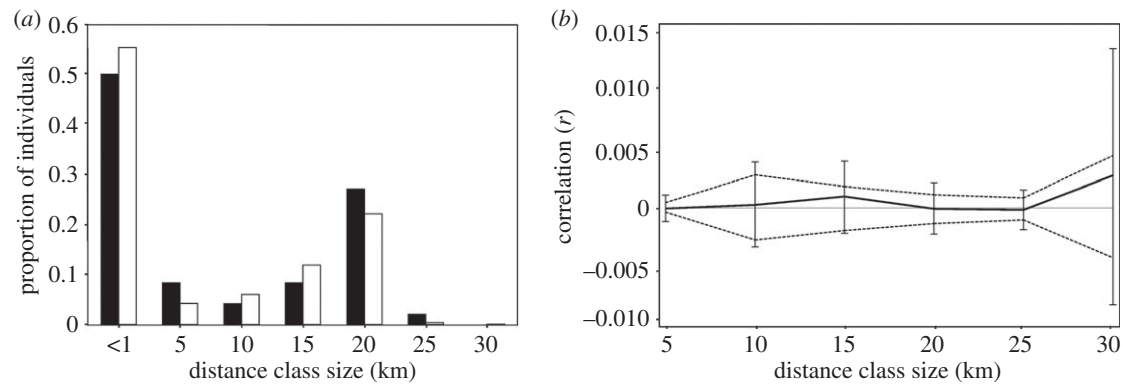 (a)
0.6
0.5
0.4
0.3
0.2
0.1
0
proportion of individuals
<1 5 10 15 20 25 30
distance class size (km)
(b)
0.015
0.010
0.005
0
–0.005
–0.010
correlation (r)
5 10 15 20 25 30
distance class size (km)